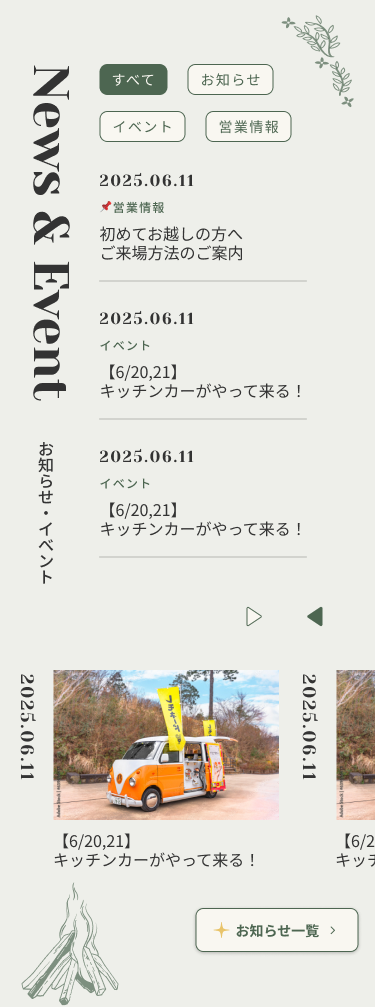 News & Event
お知らせ・イベント
すべて
お知らせ
イベント
営業情報
2025.06.11
営業情報
初めてお越しの方へ
ご来場方法のご案内
2025.06.11
イベント
【6/20,21】
キッチンカーがやって来る！
2025.06.11
イベント
【6/20,21】
キッチンカーがやって来る！
2025.06.11
【6/20,21】
キッチンカーがやって来る！
2025.06.11
【6/2
キッチ
お知らせ一覧